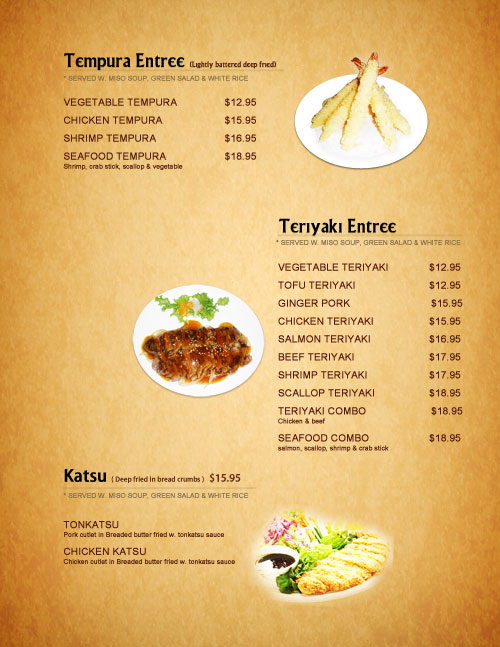 Tempura Entree (Lightly battered deep fried)
* SERVED W. MISO SOUP, GREEN SALAD & WHITE RICE
VEGETABLE TEMPURA $12.95
CHICKEN TEMPURA $15.95
SHRIMP TEMPURA $16.95
SEAFOOD TEMPURA $18.95
Shrimp, crab stick, scallop & vegetable
Teriyaki Entree
* SERVED W. MISO SOUP, GREEN SALAD & WHITE RICE
VEGETABLE TERIYAKI $12.95
TOFU TERIYAKI $12.95
GINGER PORK $15.95
CHICKEN TERIYAKI $15.95
SALMON TERIYAKI $16.95
BEEF TERIYAKI $17.95
SHRIMP TERIYAKI $17.95
SCALLOP TERIYAKI $18.95
TERIYAKI COMBO $18.95
Chicken & beef
SEAFOOD COMBO $18.95
salmon, scallop, shrimp & crab stick
Katsu ( Deep fried in bread crumbs ) $15.95
* SERVED W. MISO SOUP, GREEN SALAD & WHITE RICE
TONKATSU
Pork cutlet in Breaded butter fried w. tonkatsu sauce
CHICKEN KATSU
Chicken cutlet in Breaded butter fried w. tonkatsu sauce